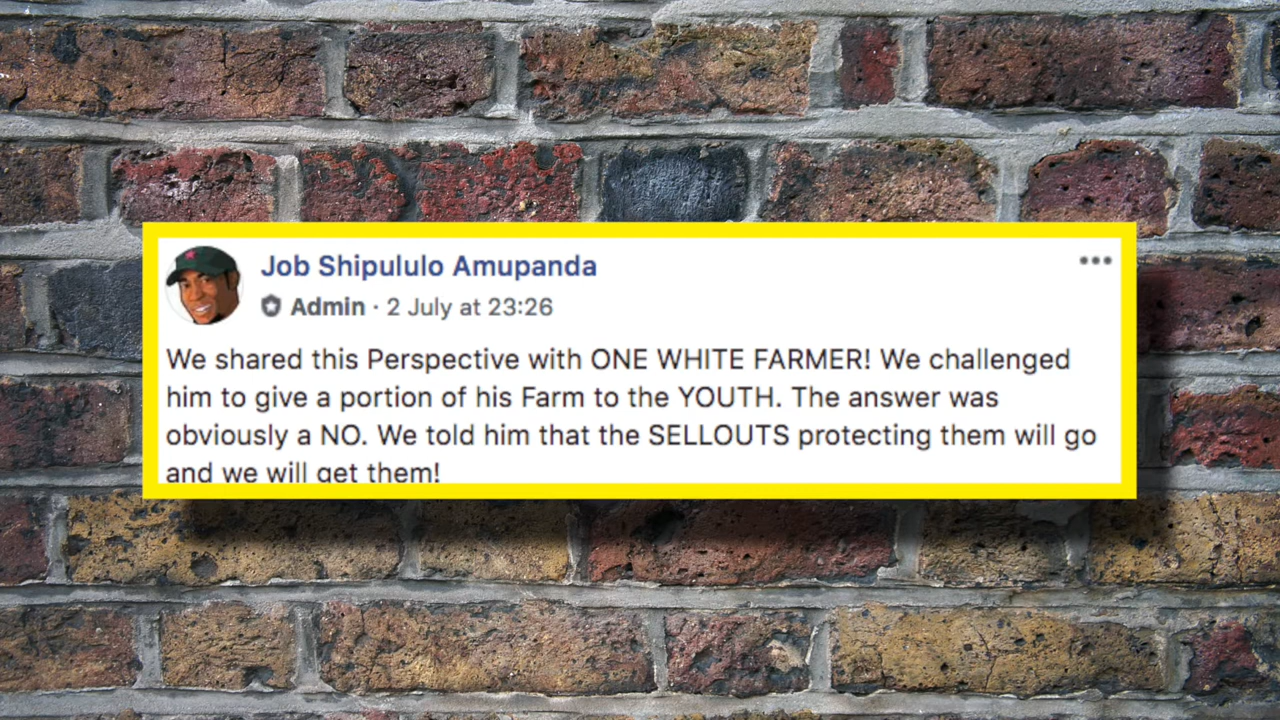 Job Shipululo Amupanda
Admin · 2 July at 23:26
We shared this Perspective with ONE WHITE FARMER! We challenged
him to give a portion of his Farm to the YOUTH. The answer was
obviously a NO. We told him that the SELLOUTS protecting them will go
and we will get them!